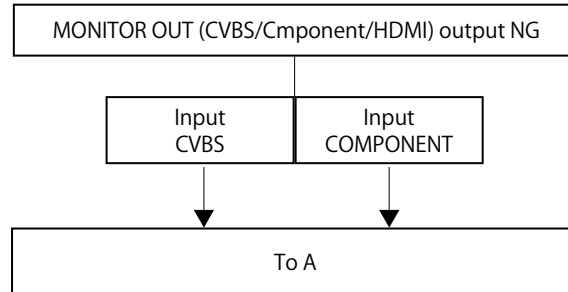 MONITOR OUT (CVBS/Cmponent/HDMI) output NG
Input
CVBS
Input
COMPONENT
To A